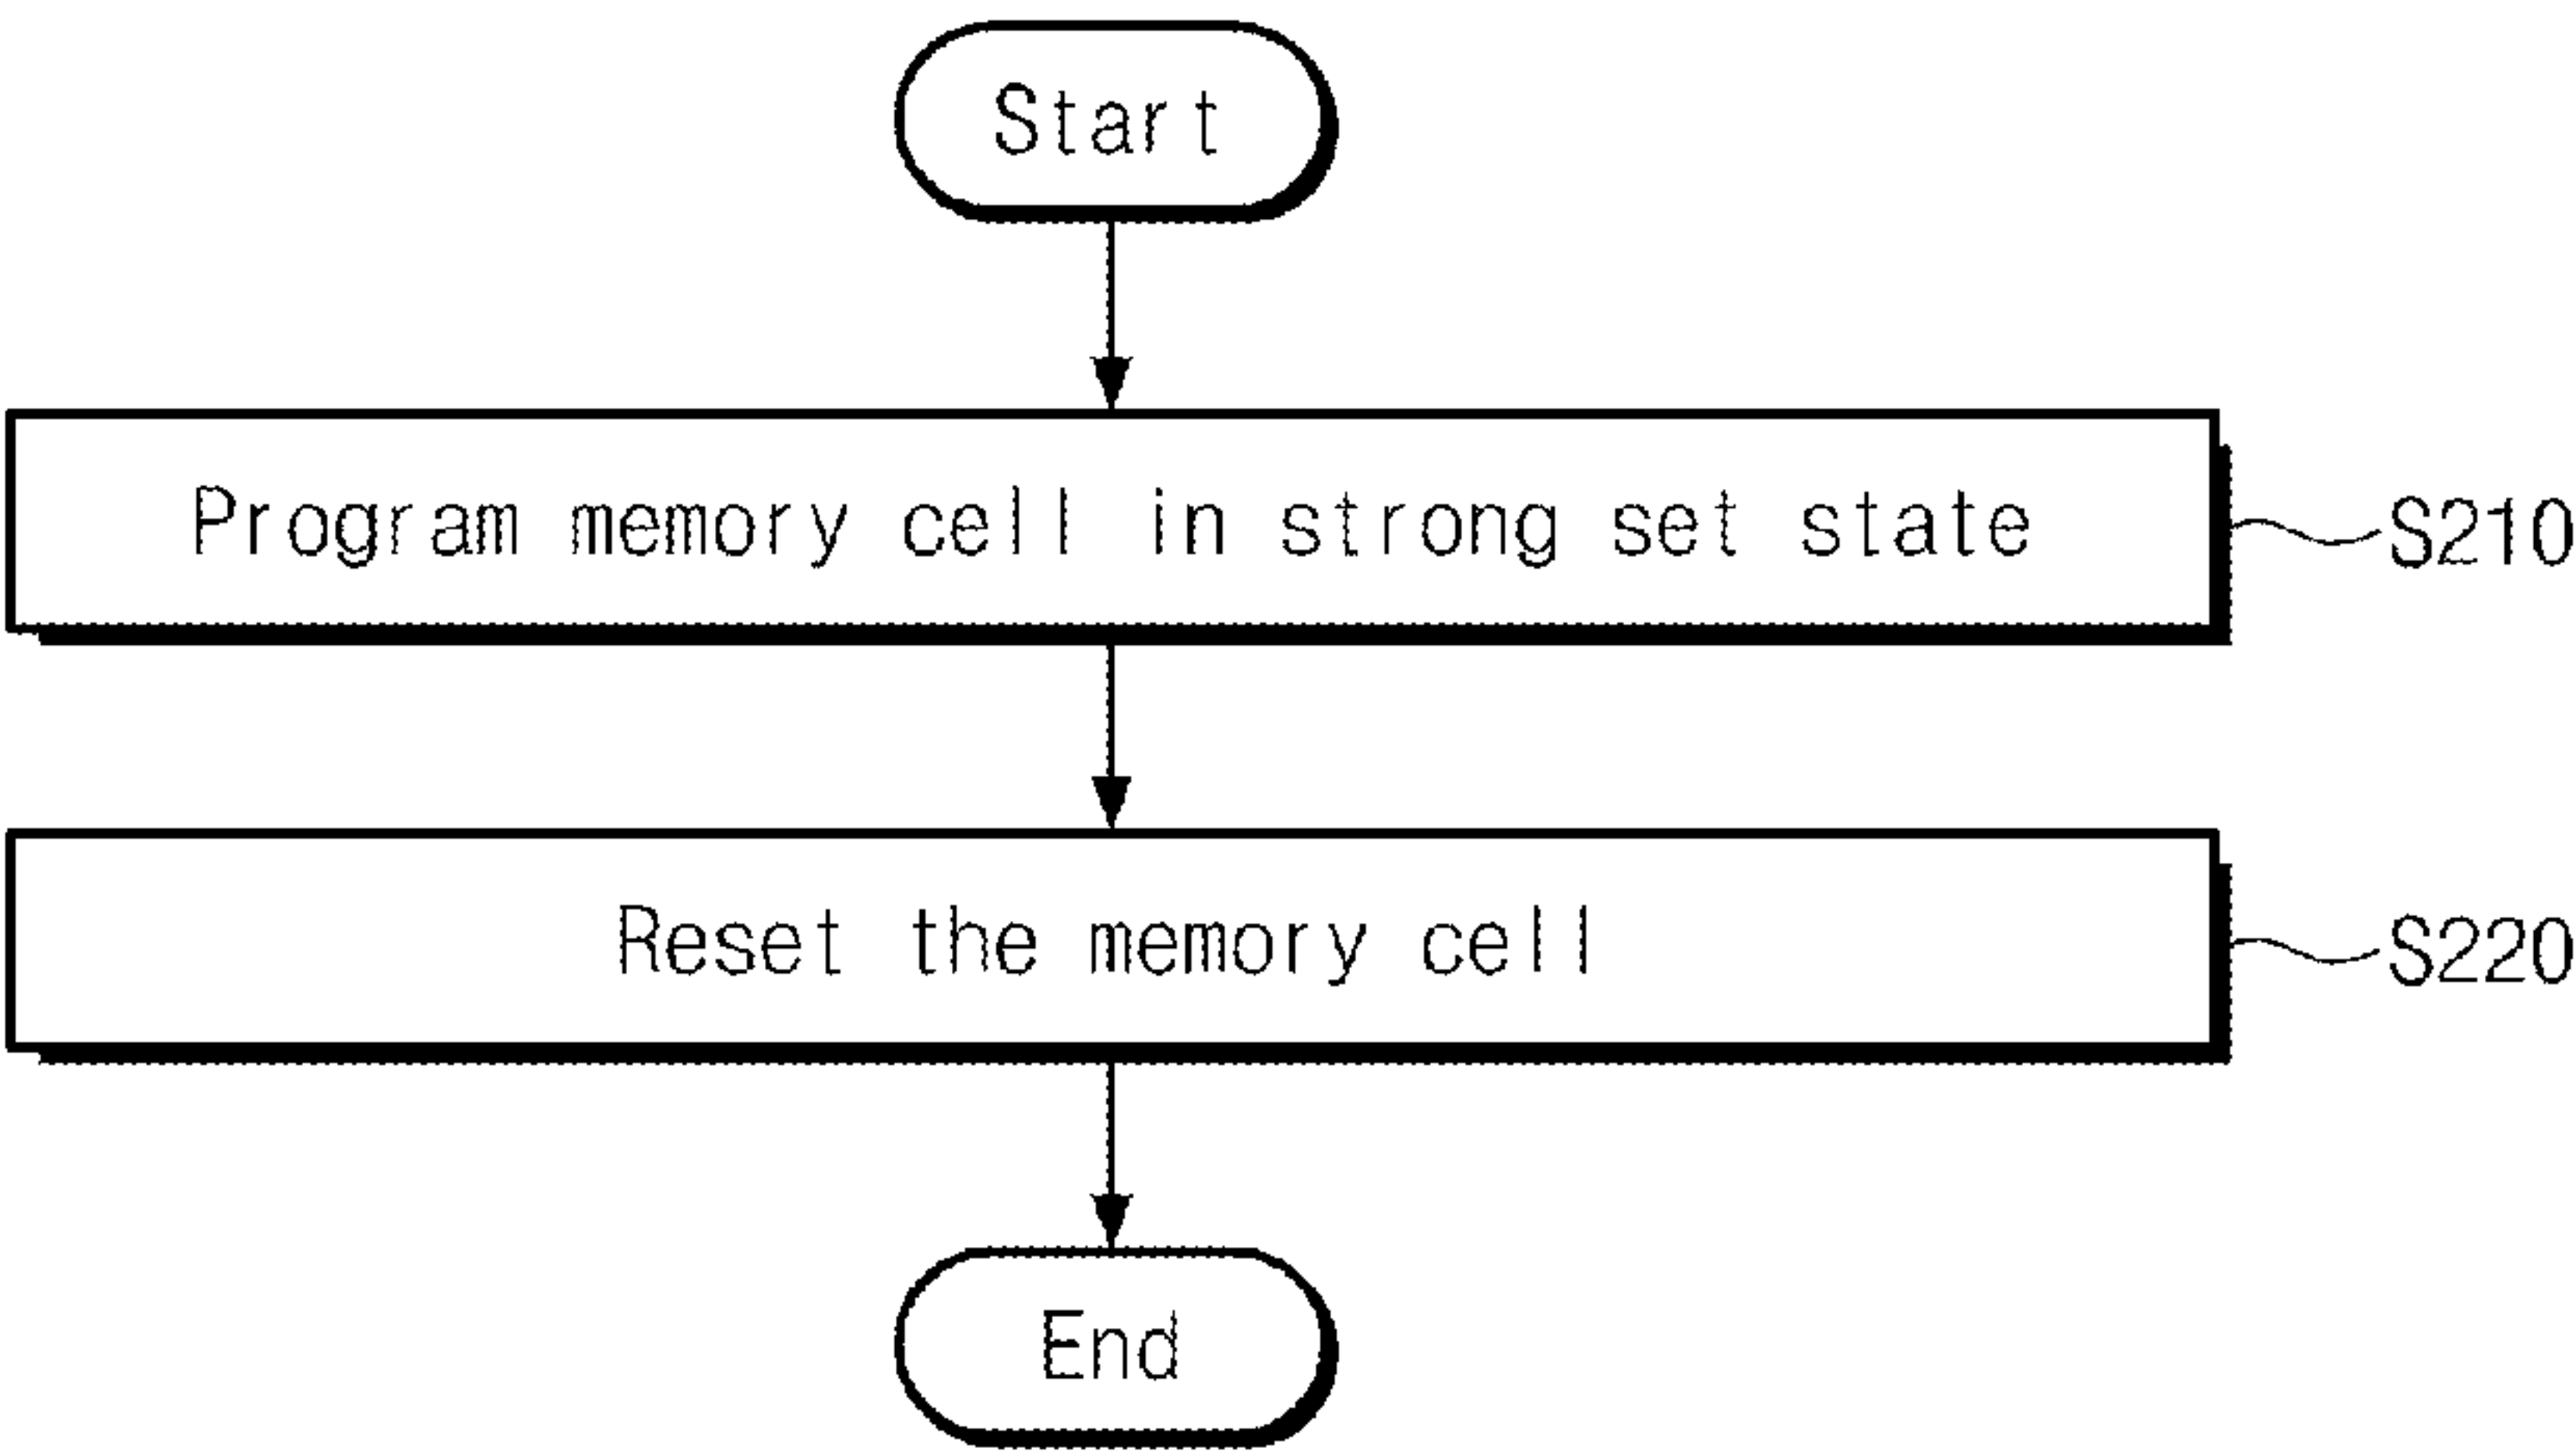 Start
Program memory cell in strong set state
S210
Reset the memory cell
S220
End